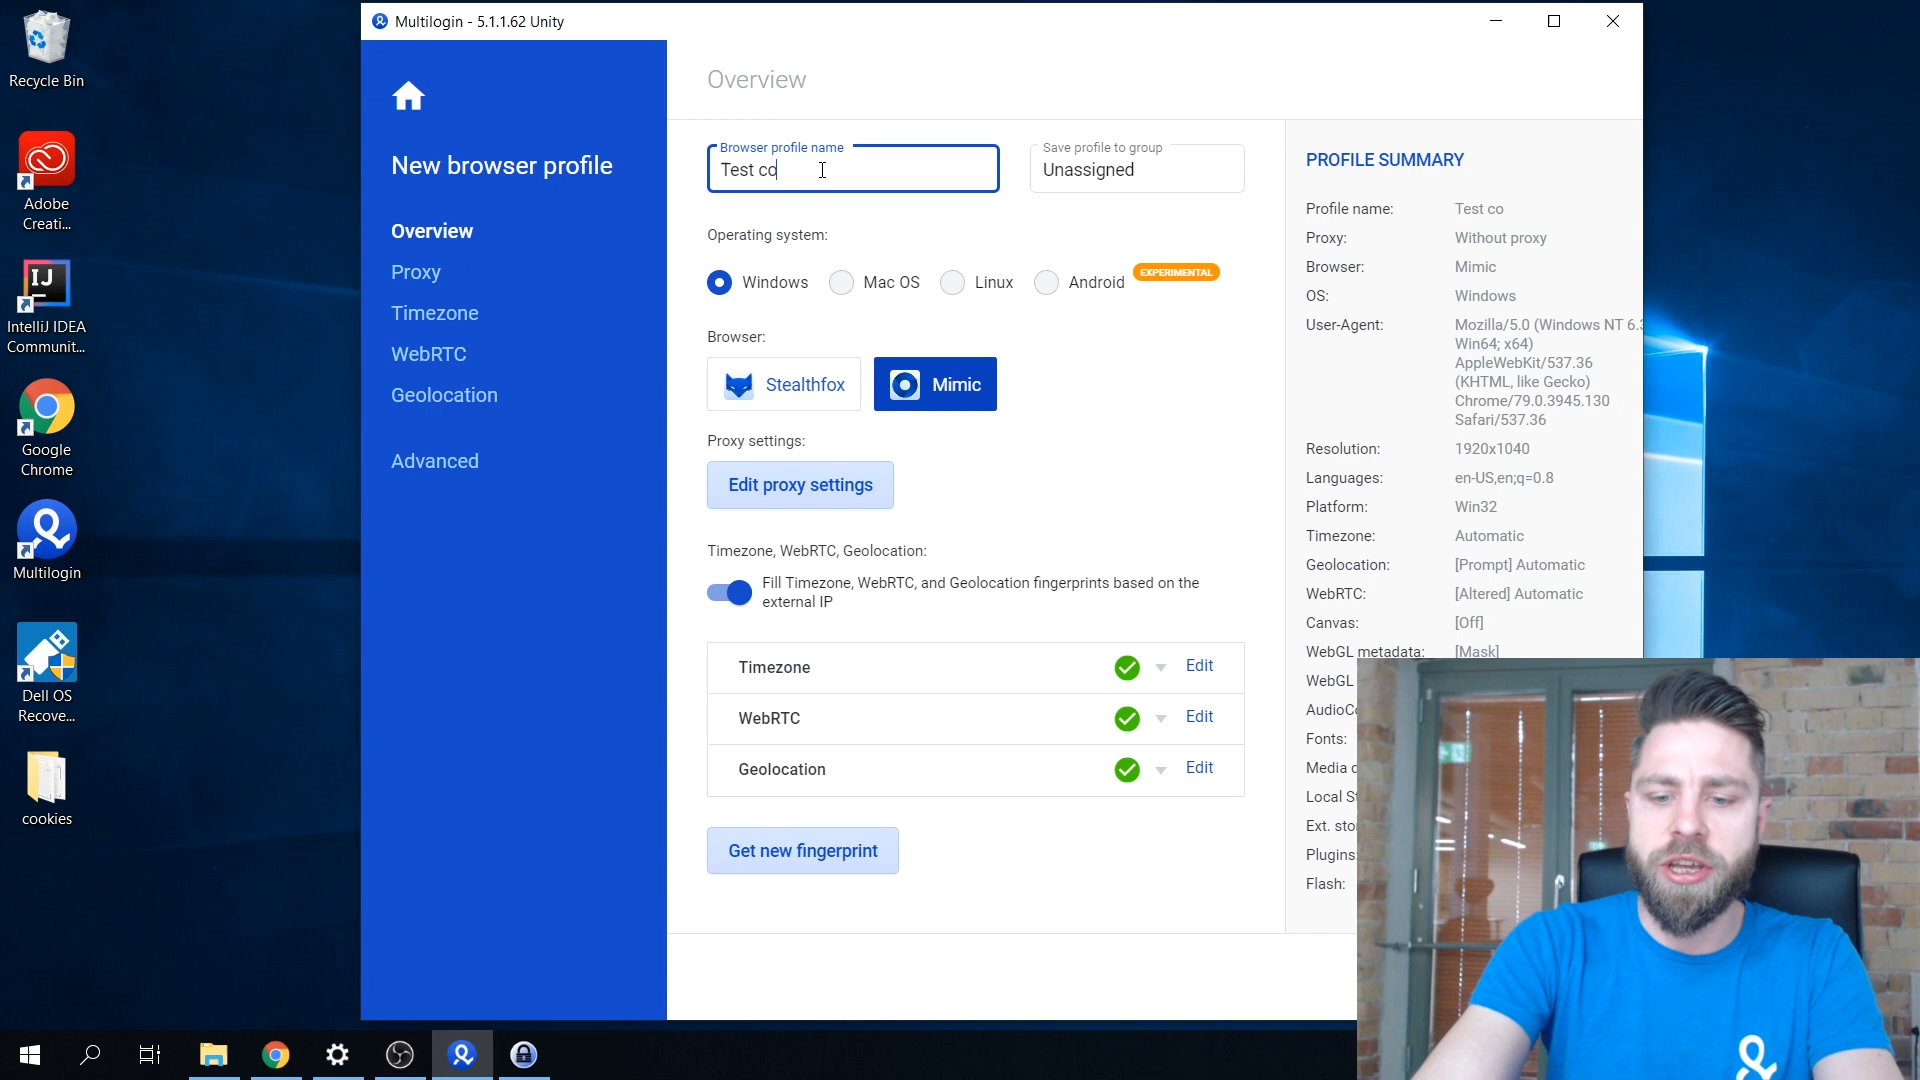 Multilogin - 5.1.1.62 Unity
Recycle Bin
Adobe
Creati...
IntelliJ IDEA
Communit...
Google
Chrome
Multilogin
Dell OS
Recove...
cookies
New browser profile
Overview
Proxy
Timezone
WebRTC
Geolocation
Advanced
Overview
Browser profile name
Test co
Save profile to group
Unassigned
Operating system:
Windows
Mac OS
Linux
Android
EXPERIMENTAL
Browser:
Stealthfox
Mimic
Proxy settings:
Edit proxy settings
Timezone, WebRTC, Geolocation:
Fill Timezone, WebRTC, and Geolocation fingerprints based on the
external IP
Timezone Edit
WebRTC Edit
Geolocation Edit
Get new fingerprint
PROFILE SUMMARY
Profile name: Test co
Proxy: Without proxy
Browser: Mimic
OS: Windows
User-Agent: Mozilla/5.0 (Windows NT 6.3
Win64; x64)
AppleWebKit/537.36
(KHTML, like Gecko)
Chrome/79.0.3945.130
Safari/537.36
Resolution: 1920x1040
Languages: en-US,en;q=0.8
Platform: Win32
Timezone: Automatic
Geolocation: [Prompt] Automatic
WebRTC: [Altered] Automatic
Canvas: [Off]
WebGL metadata: [Mask]
WebGL
AudioCo
Fonts:
Media d
Local St
Ext. sto
Plugins:
Flash: